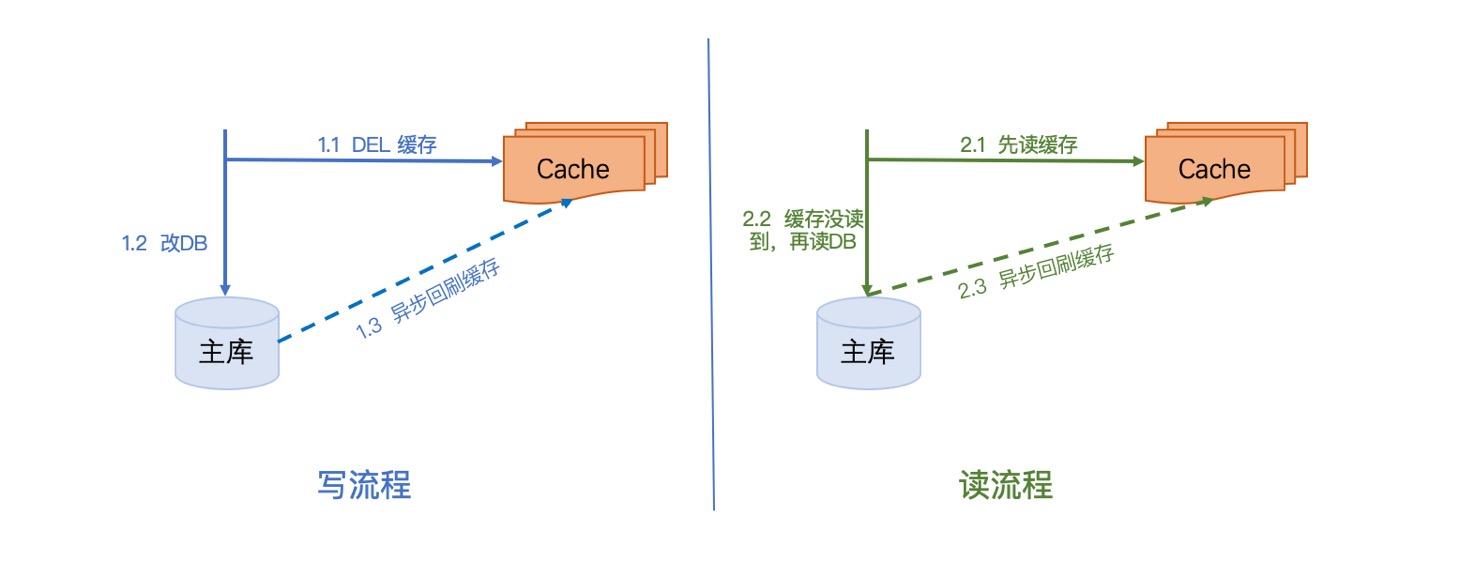 1.1 DEL 缓存
Cache
1.2 改DB
1.3 异步回刷缓存
主库
写流程
2.1 先读缓存
Cache
2.2 缓存没读
到，再读DB
2.3 异步回刷缓存
主库
读流程